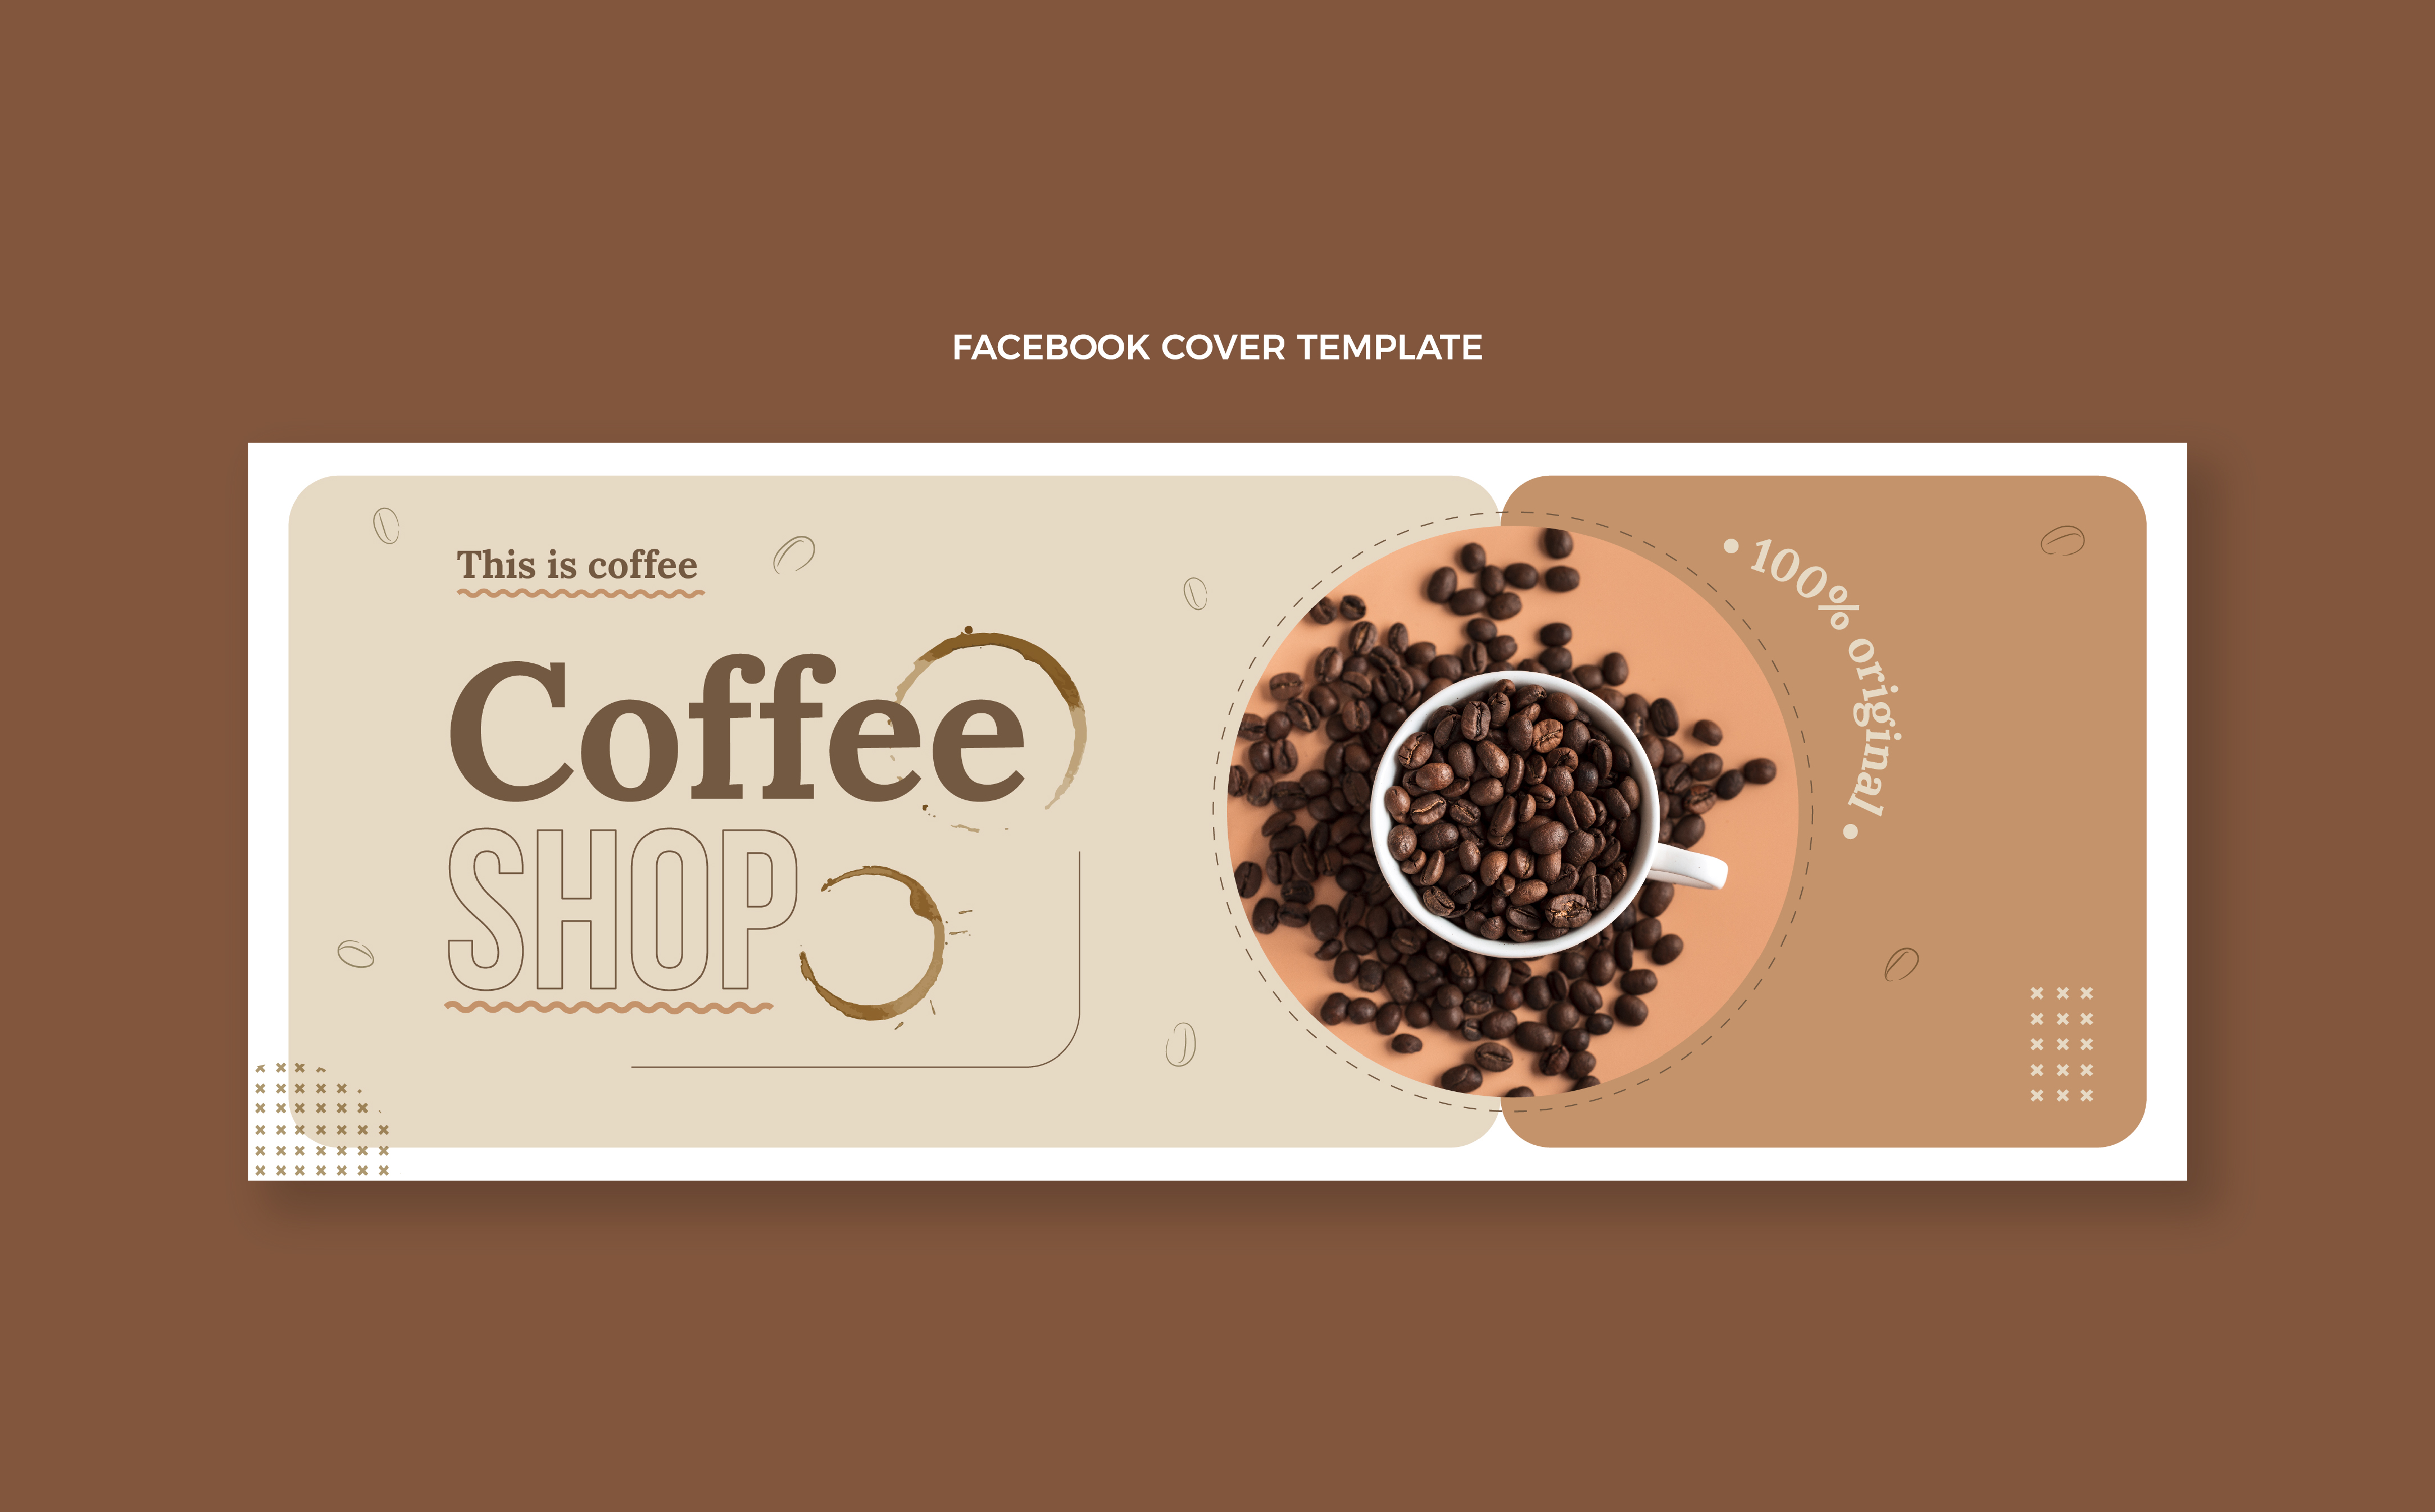 FACEBOOK COVER TEMPLATE
This is coffee
Coffee
SHOP
• 100% original •